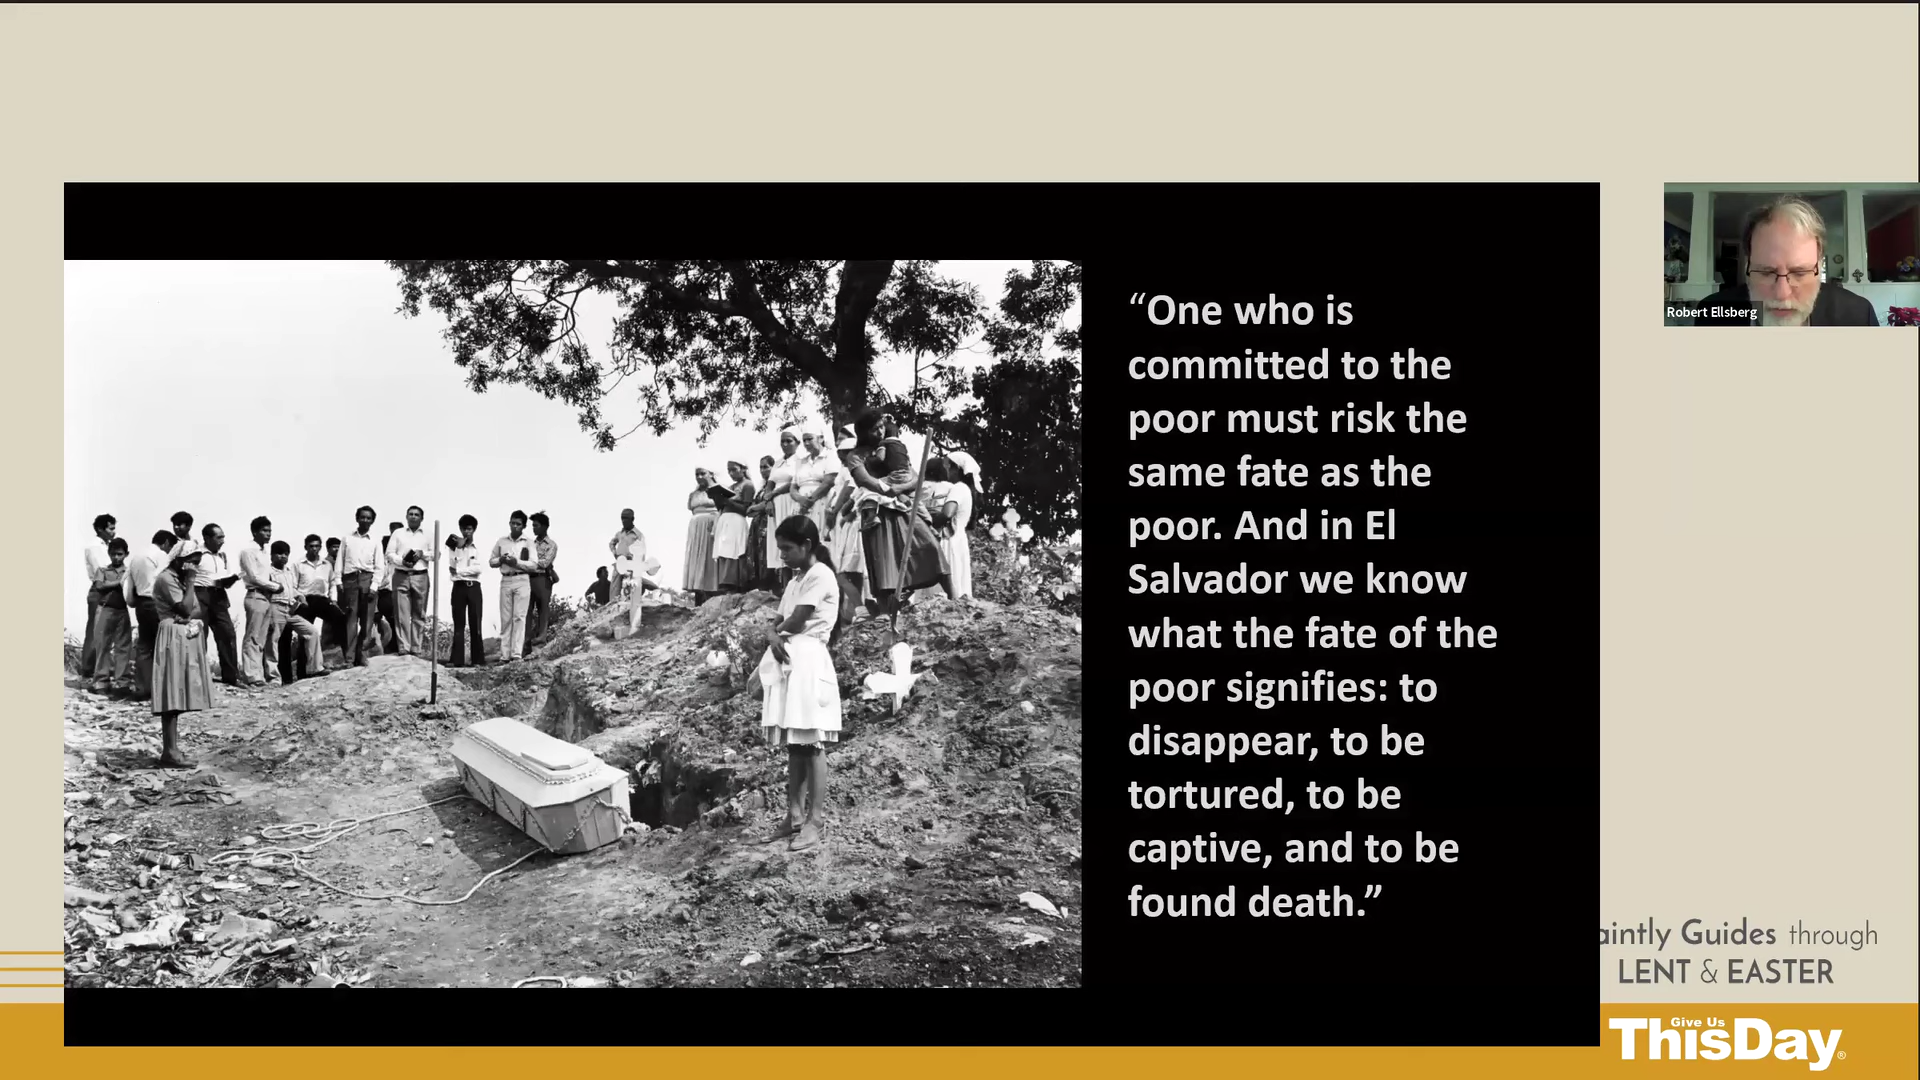 “One who is
committed to the
poor must risk the
same fate as the
poor. And in El
Salvador we know
what the fate of the
poor signifies: to
disappear, to be
tortured, to be
captive, and to be
found death.”
Robert Ellsberg
aintly Guides through
LENT & EASTER
Give Us
ThisDay®